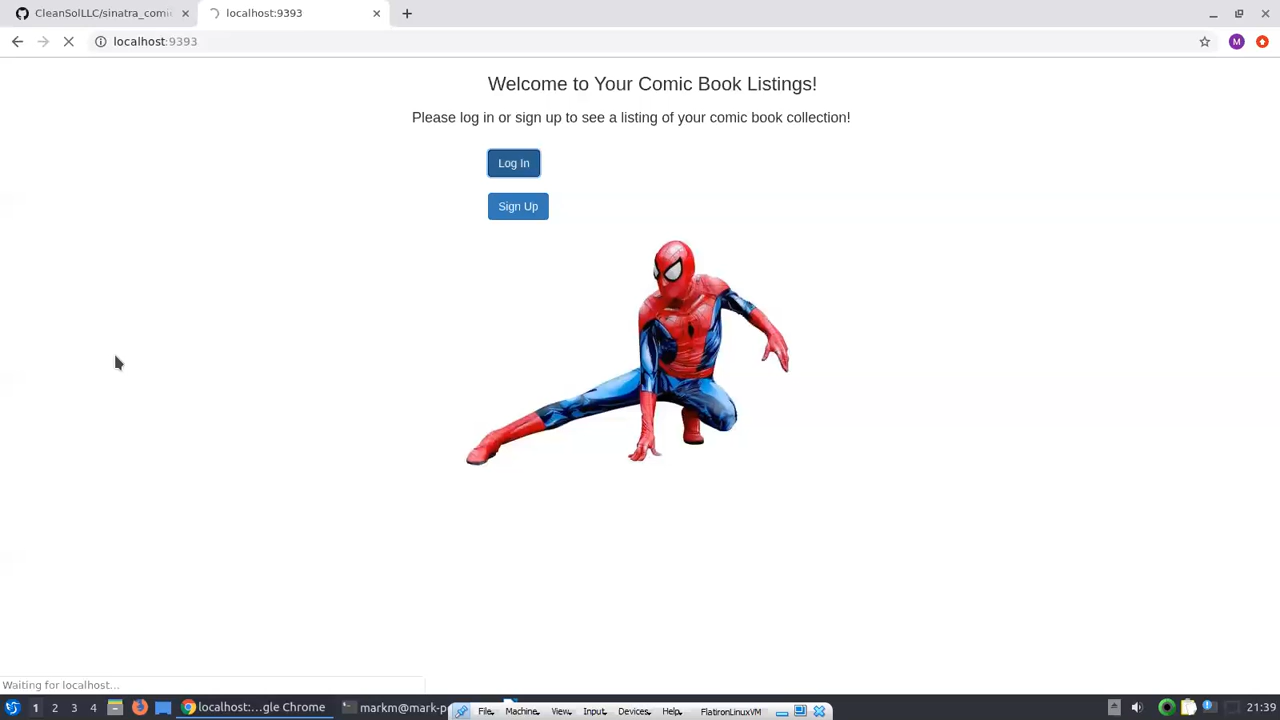 CleanSolLLC/sinatra_comi
localhost:9393
localhost:9393
M
Welcome to Your Comic Book Listings!
Please log in or sign up to see a listing of your comic book collection!
Log In
Sign Up
Waiting for localhost...
1 2 3 4 localhost:...gle Chrome markm@mark-p
File Machine View Input Devices Help FlatironLinuxVM
21:39